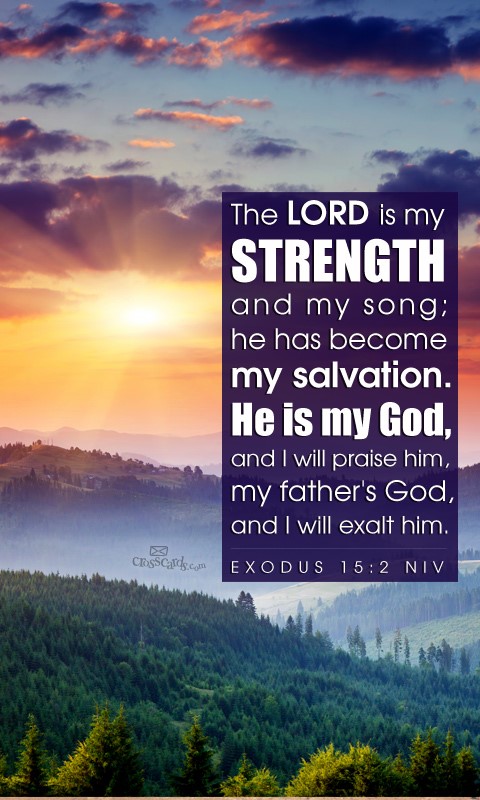 The LORD is my
STRENGTH
and my song;
he has become
my salvation.
He is my God,
and I will praise him,
my father's God,
and I will exalt him.
EXODUS 15:2 NIV
crosscards.com